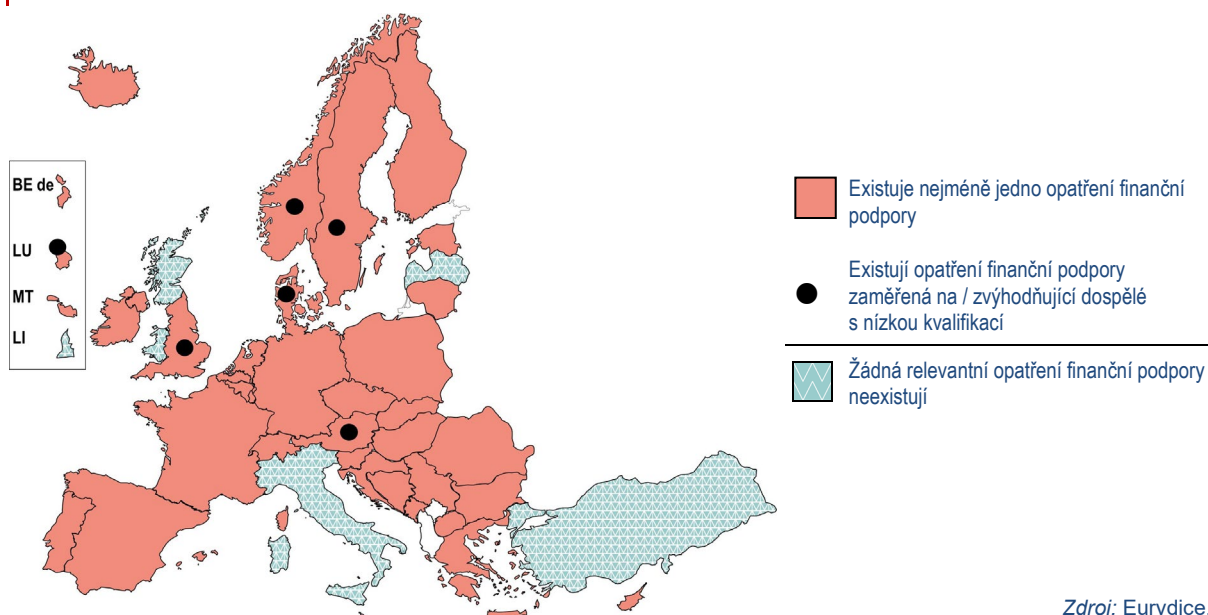 BE de
LU
MT
LI
Existuje nejméně jedno opatření finanční
podpory
Existují opatření finanční podpory
zaměřená na / zvýhodňující dospělé
s nízkou kvalifikací
Žádná relevantní opatření finanční podpory
neexistují
Zdroj: Eurydice.